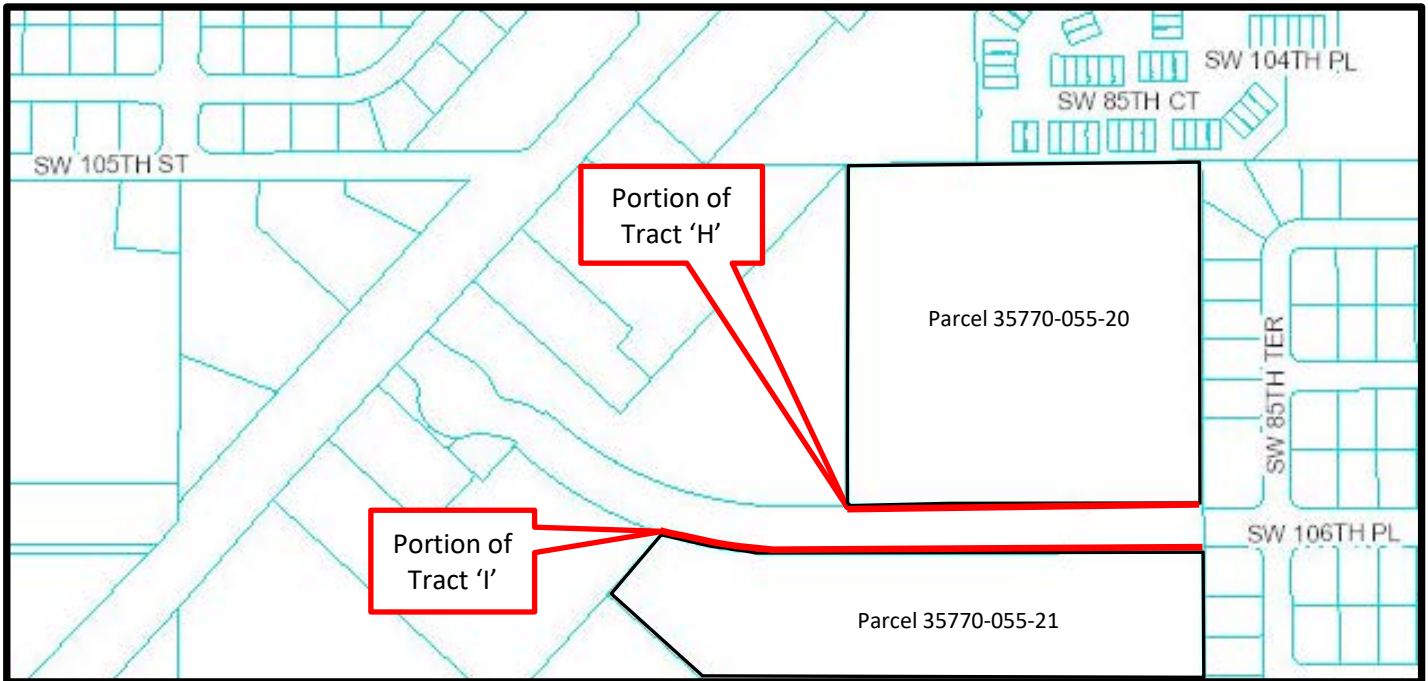 SW 104TH PL
SW 85TH CT
SW 105TH ST
Portion of
Tract ‘H’
Parcel 35770-055-20
SW 85TH TER
SW 106TH PL
Portion of
Tract ‘I’
Parcel 35770-055-21